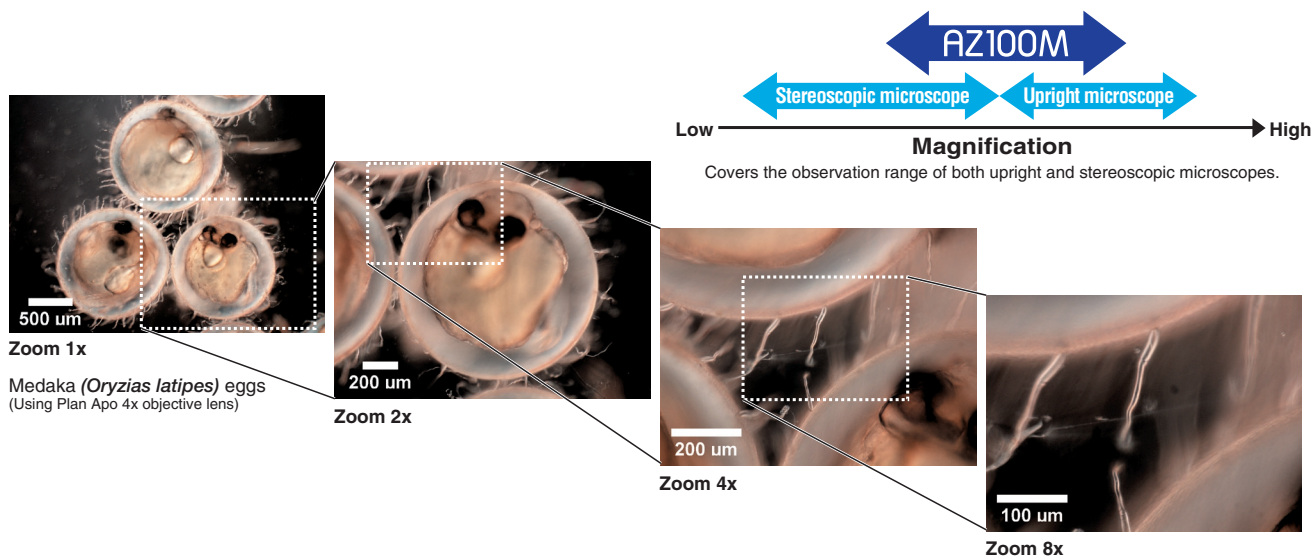 AZ100M
Stereoscopic microscope
Upright microscope
Low
High
Magnification
Covers the observation range of both upright and stereoscopic microscopes.
500 um
Zoom 1x
Medaka (Oryzias latipes) eggs
(Using Plan Apo 4x objective lens)
200 um
Zoom 2x
200 um
Zoom 4x
100 um
Zoom 8x